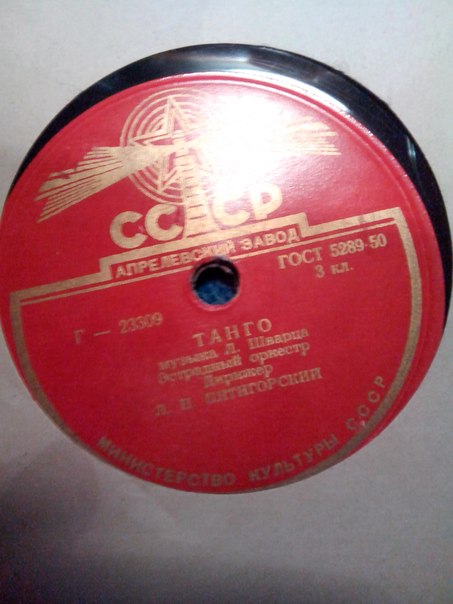 СССР
АПРЕЛЕВСКИЙ ЗАВОД
ГОСТ 5289-50
3 кл.
Г — 23309
ТАНГО
музыка Л. Шварца
Эстрадный оркестр
Дирижер
Л. П. ПЯТИГОРСКИЙ
МИНИСТЕРСТВО КУЛЬТУРЫ СССР